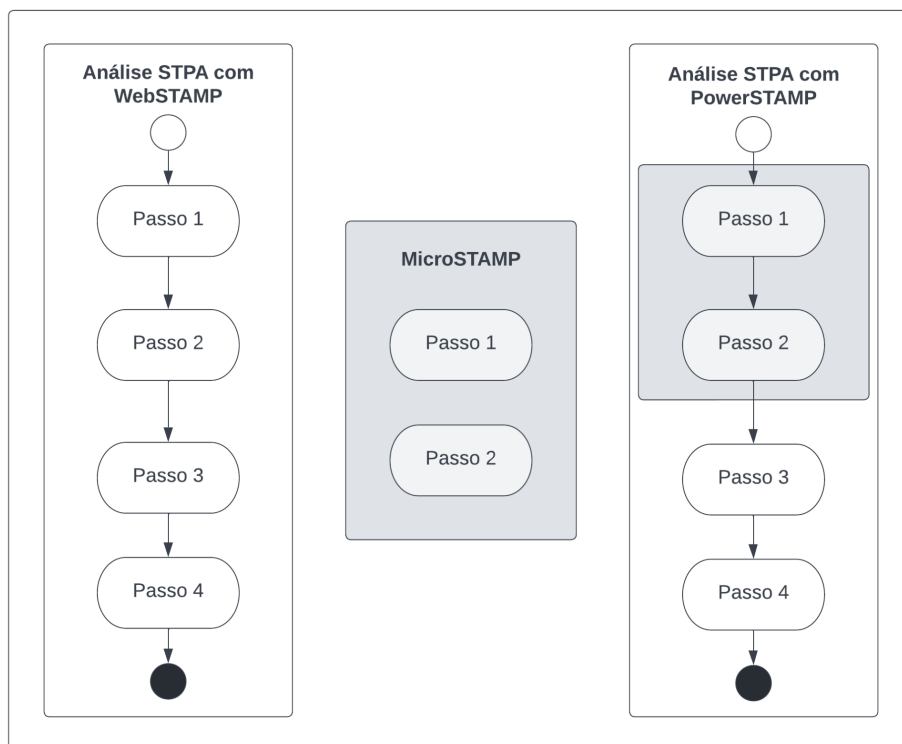 Análise STPA com
WebSTAMP
Passo 1
Passo 2
Passo 3
Passo 4
MicroSTAMP
Passo 1
Passo 2
Análise STPA com
PowerSTAMP
Passo 1
Passo 2
Passo 3
Passo 4